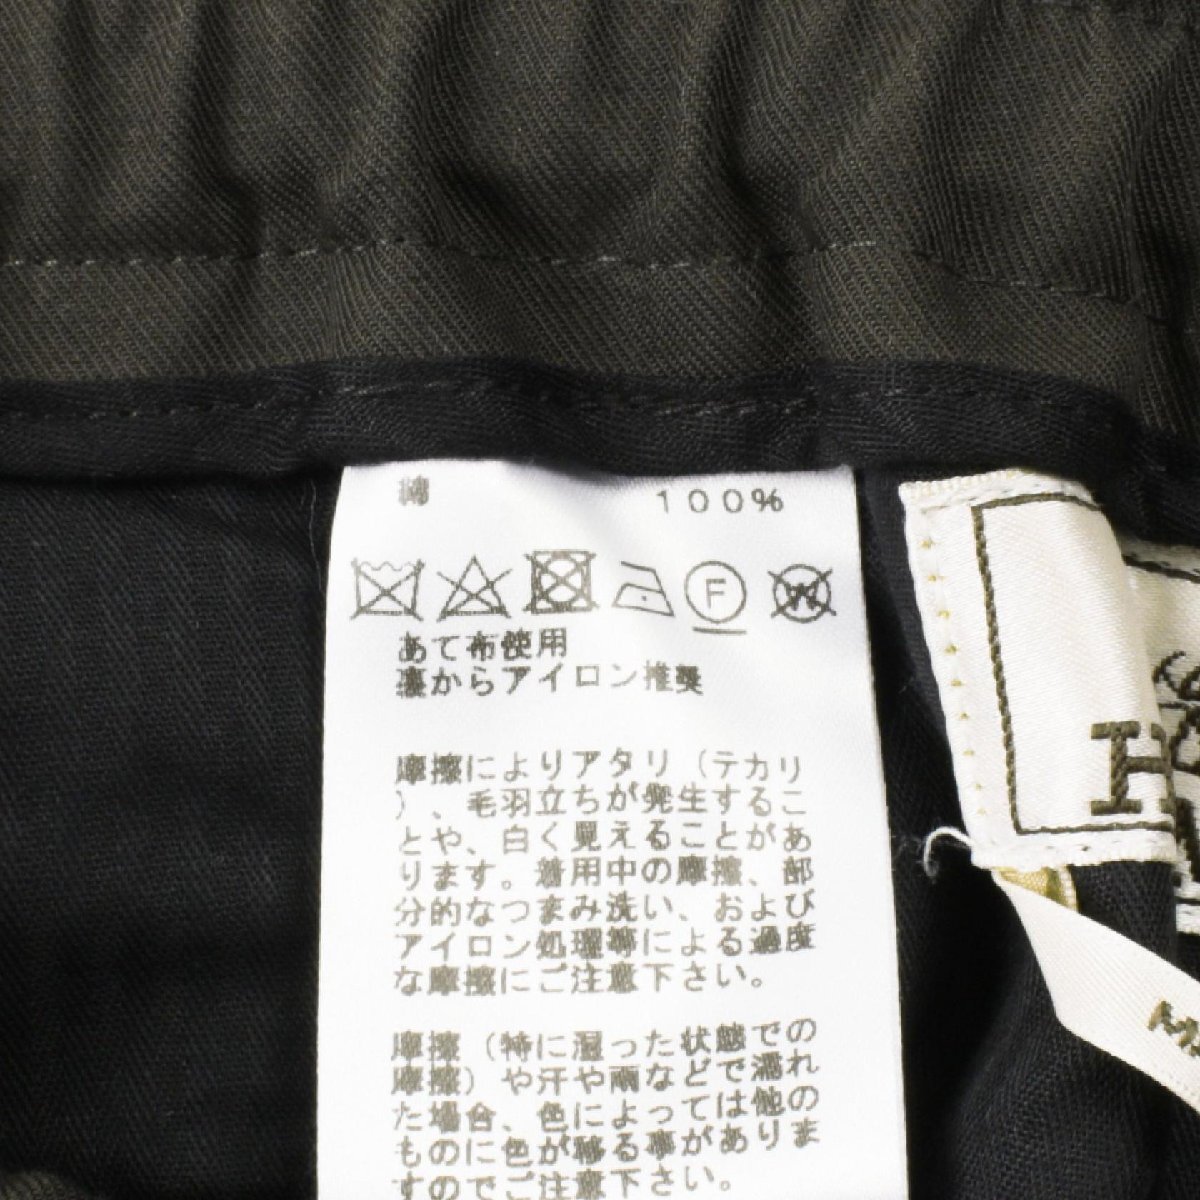 綿 100%
F W
あて布使用
裏からアイロン推奨
摩擦によりアタリ（テカリ
）、毛羽立ちが発生するこ
とや、白く見えることがあ
ります。着用中の摩擦、部
分的なつまみ洗い、および
アイロン処理等による過度
な摩擦にご注意下さい。
摩擦（特に湿った状態での
摩擦）や汗や雨などで濡れ
た場合、色によっては他の
ものに色が移る事がありま
すのでご注意下さい。
H